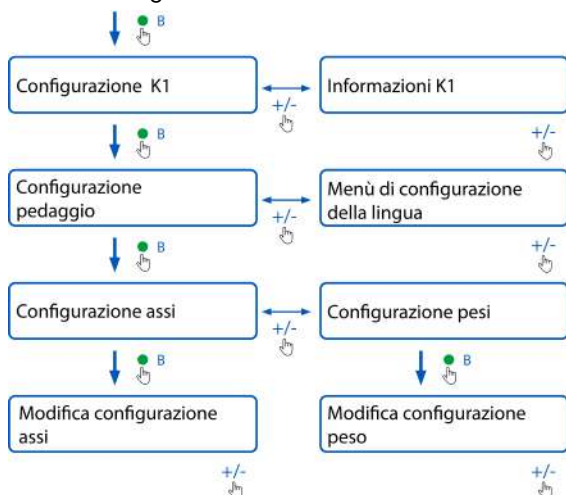 B
Configurazione K1
+/-
Informazioni K1
+/-
B
Configurazione
pedaggio
+/-
Menù di configurazione
della lingua
+/-
B
Configurazione assi
+/-
Configurazione pesi
B
B
Modifica configurazione
assi
+/-
Modifica configurazione
peso
+/-